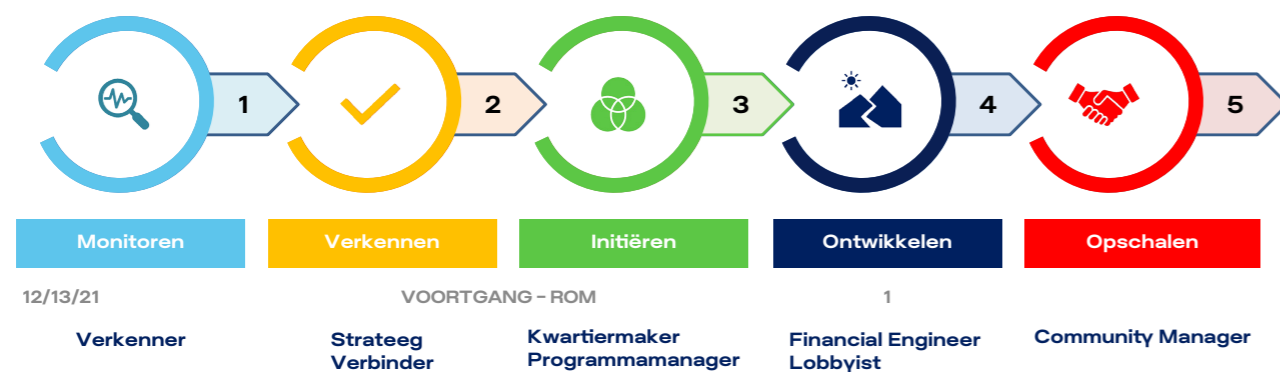 1 2 3 4 5
Monitoren Verkennen Initiëren Ontwikkelen Opschalen
12/13/21 VOORTGANG – ROM 1
Verkenner
Strateeg
Verbinder
Kwartiermaker
Programmamanager
Financial Engineer
Lobbyist
Community Manager